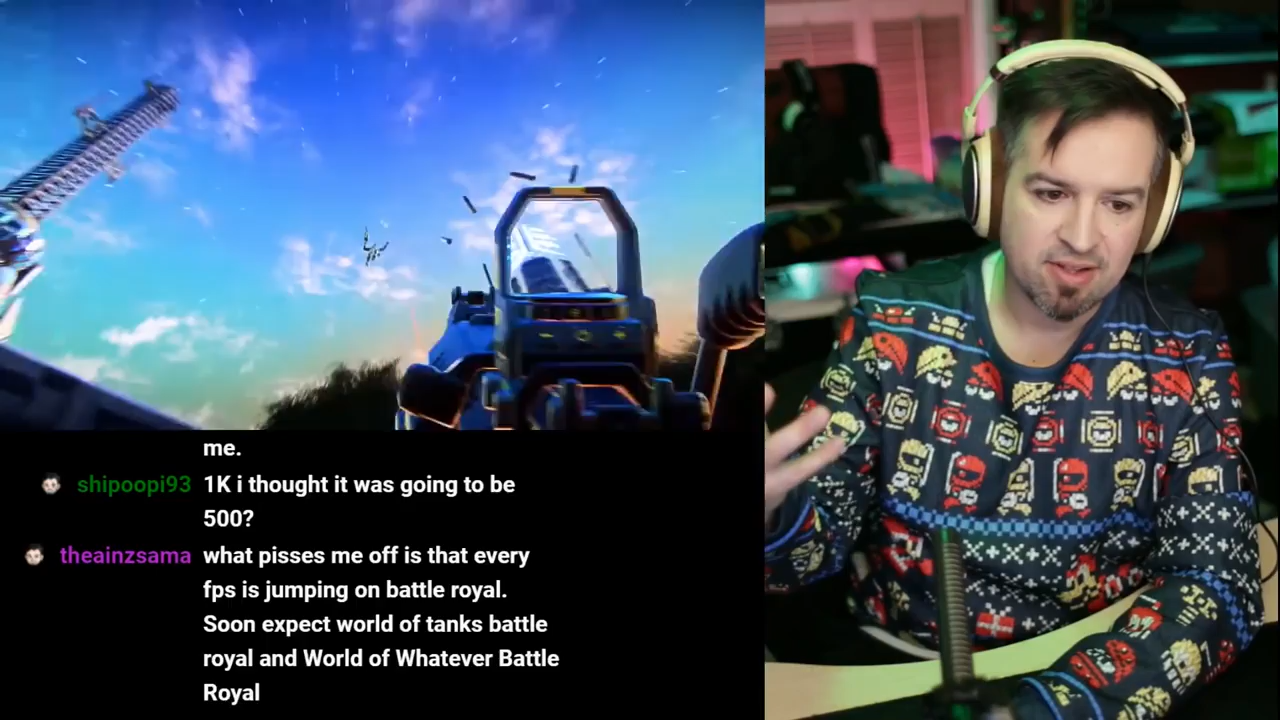 me.
shipoopi93 1K i thought it was going to be
500?
theainzsama what pisses me off is that every
fps is jumping on battle royal.
Soon expect world of tanks battle
royal and World of Whatever Battle
Royal